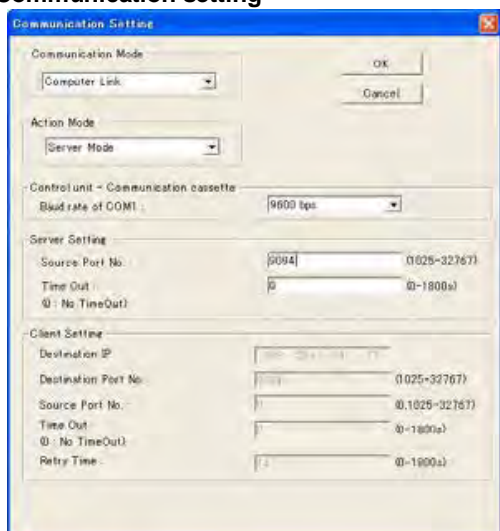 Communication setting
Communication Setting
Communication Mode
Computer Link
OK
Cancel
Action Mode
Server Mode
Control unit - Communication cassette
Baud rate of COM1 :
9600 bps
Server Setting
Source Port No. 9094 (1025-32767)
Time Out : 0 (0-1800s)
(0 : No TimeOut)
Client Setting
Destination IP
Destination Port No. (1025-32767)
Source Port No. (0,1025-32767)
Time Out (0-1800s)
(0 : No TimeOut)
Retry Time : (0-1800s)